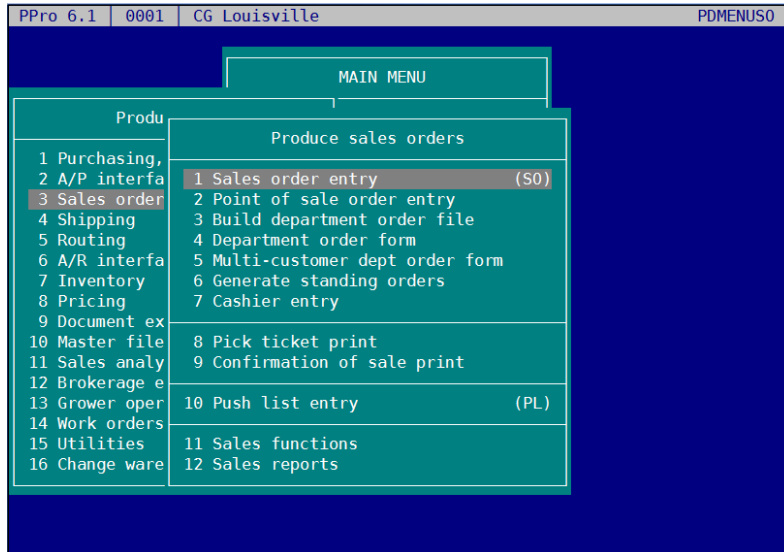 PPro 6.1 0001 CG Louisville PDMENUSO
MAIN MENU
Produ
Produce sales orders
1 Purchasing,
2 A/P interfa
3 Sales order
4 Shipping
5 Routing
6 A/R interfa
7 Inventory
8 Pricing
9 Document ex
10 Master file
11 Sales analy
12 Brokerage e
13 Grower oper
14 Work orders
15 Utilities
16 Change ware
1 Sales order entry (SO)
2 Point of sale order entry
3 Build department order file
4 Department order form
5 Multi-customer dept order form
6 Generate standing orders
7 Cashier entry
8 Pick ticket print
9 Confirmation of sale print
10 Push list entry (PL)
11 Sales functions
12 Sales reports